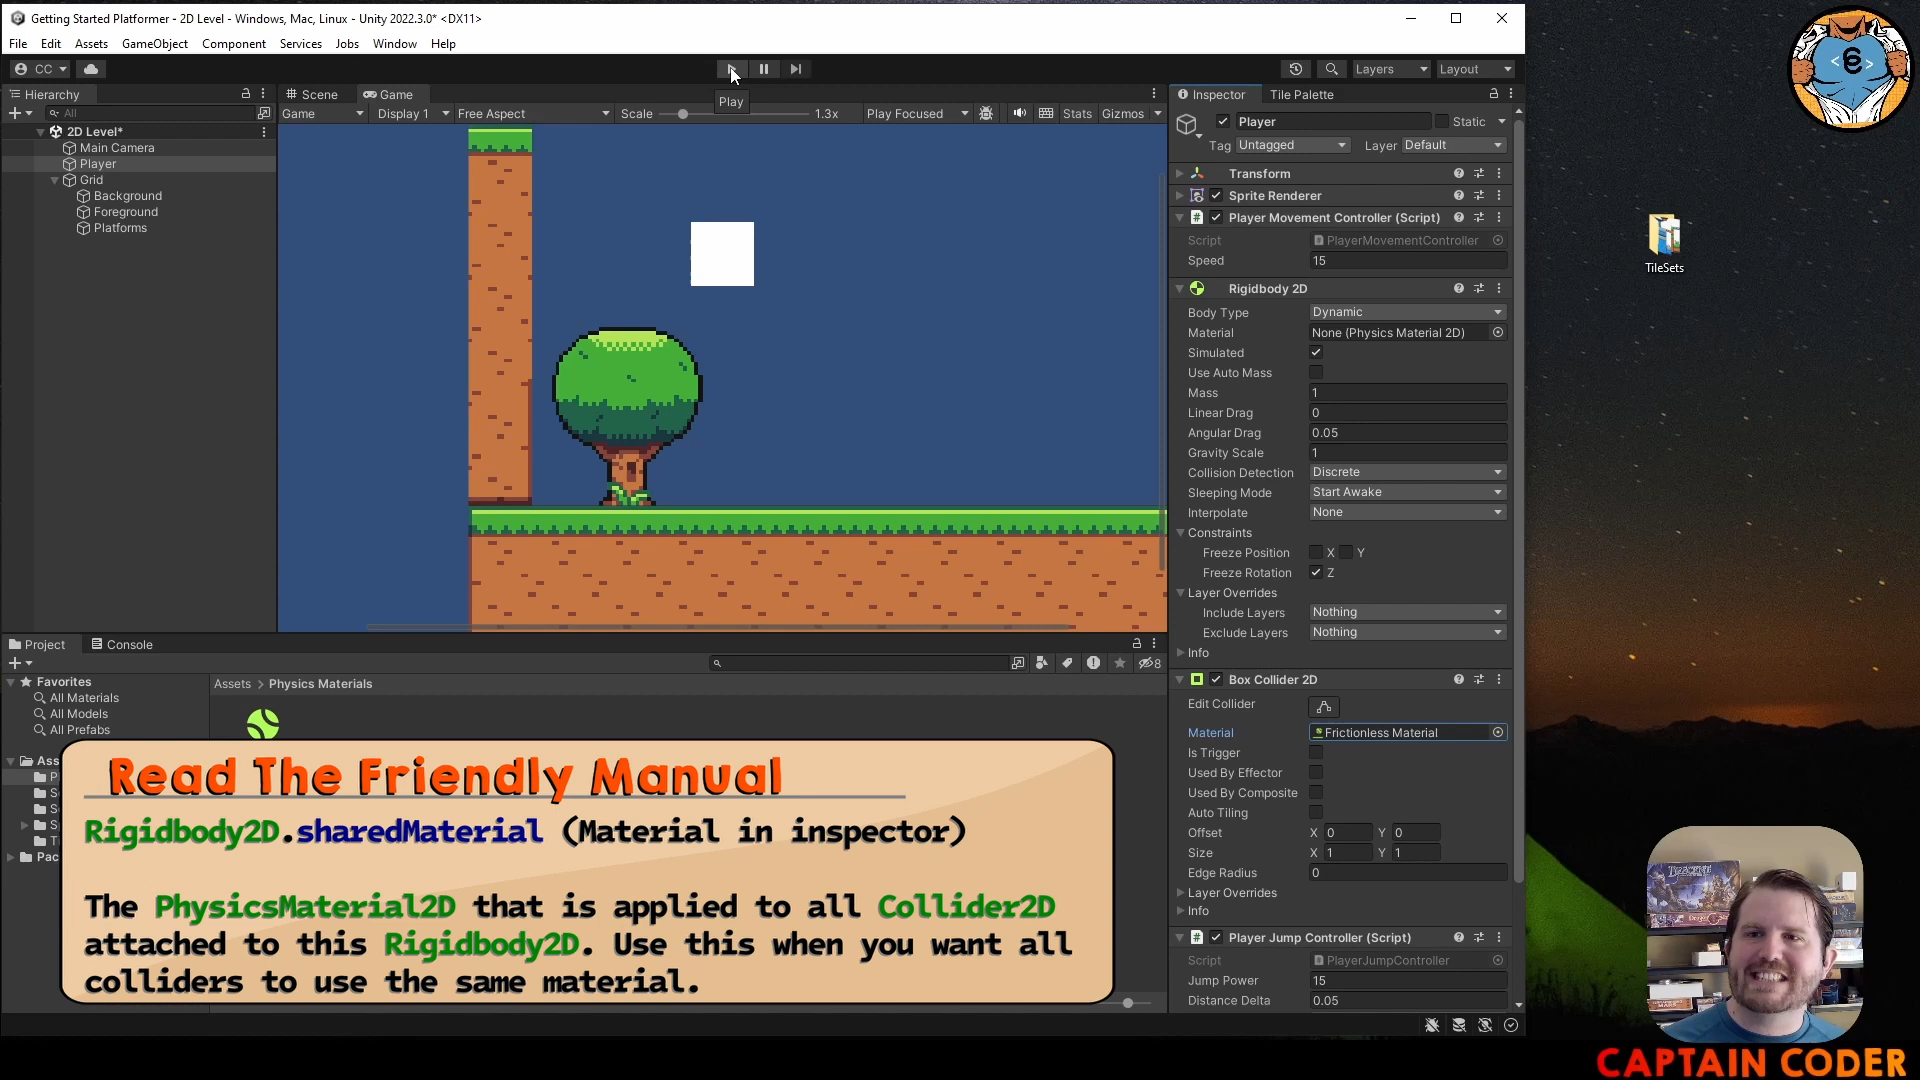 Getting Started Platformer - 2D Level - Windows, Mac, Linux - Unity 2022.3.0* <DX11>
File Edit Assets GameObject Component Services Jobs Window Help
CC
Layers Layout
Hierarchy
All
2D Level*
Main Camera
Player
Grid
Background
Foreground
Platforms
Scene Game
Game Display 1 Free Aspect Scale 1.3x Play Focused Stats Gizmos
Play
Inspector Tile Palette
Player Static
Tag Untagged Layer Default
Transform
Sprite Renderer
Player Movement Controller (Script)
Script PlayerMovementController
Speed 15
Rigidbody 2D
Body Type Dynamic
Material None (Physics Material 2D)
Simulated
Use Auto Mass
Mass 1
Linear Drag 0
Angular Drag 0.05
Gravity Scale 1
Collision Detection Discrete
Sleeping Mode Start Awake
Interpolate None
Constraints
Freeze Position X Y
Freeze Rotation Z
Layer Overrides
Include Layers Nothing
Exclude Layers Nothing
Info
Box Collider 2D
Edit Collider
Material Frictionless Material
Is Trigger
Used By Effector
Used By Composite
Auto Tiling
Offset X 0 Y 0
Size X 1 Y 1
Edge Radius 0
Layer Overrides
Info
Player Jump Controller (Script)
Script PlayerJumpController
Jump Power 15
Distance Delta 0.05
Project Console
8
Favorites
All Materials
All Models
All Prefabs
Assets > Physics Materials
Ass
P
S
S
S
T
Pac
Read The Friendly Manual
Rigidbody2D.sharedMaterial (Material in inspector)
The PhysicsMaterial2D that is applied to all Collider2D
attached to this Rigidbody2D. Use this when you want all
colliders to use the same material.
TileSets
<C>
CAPTAIN CODER